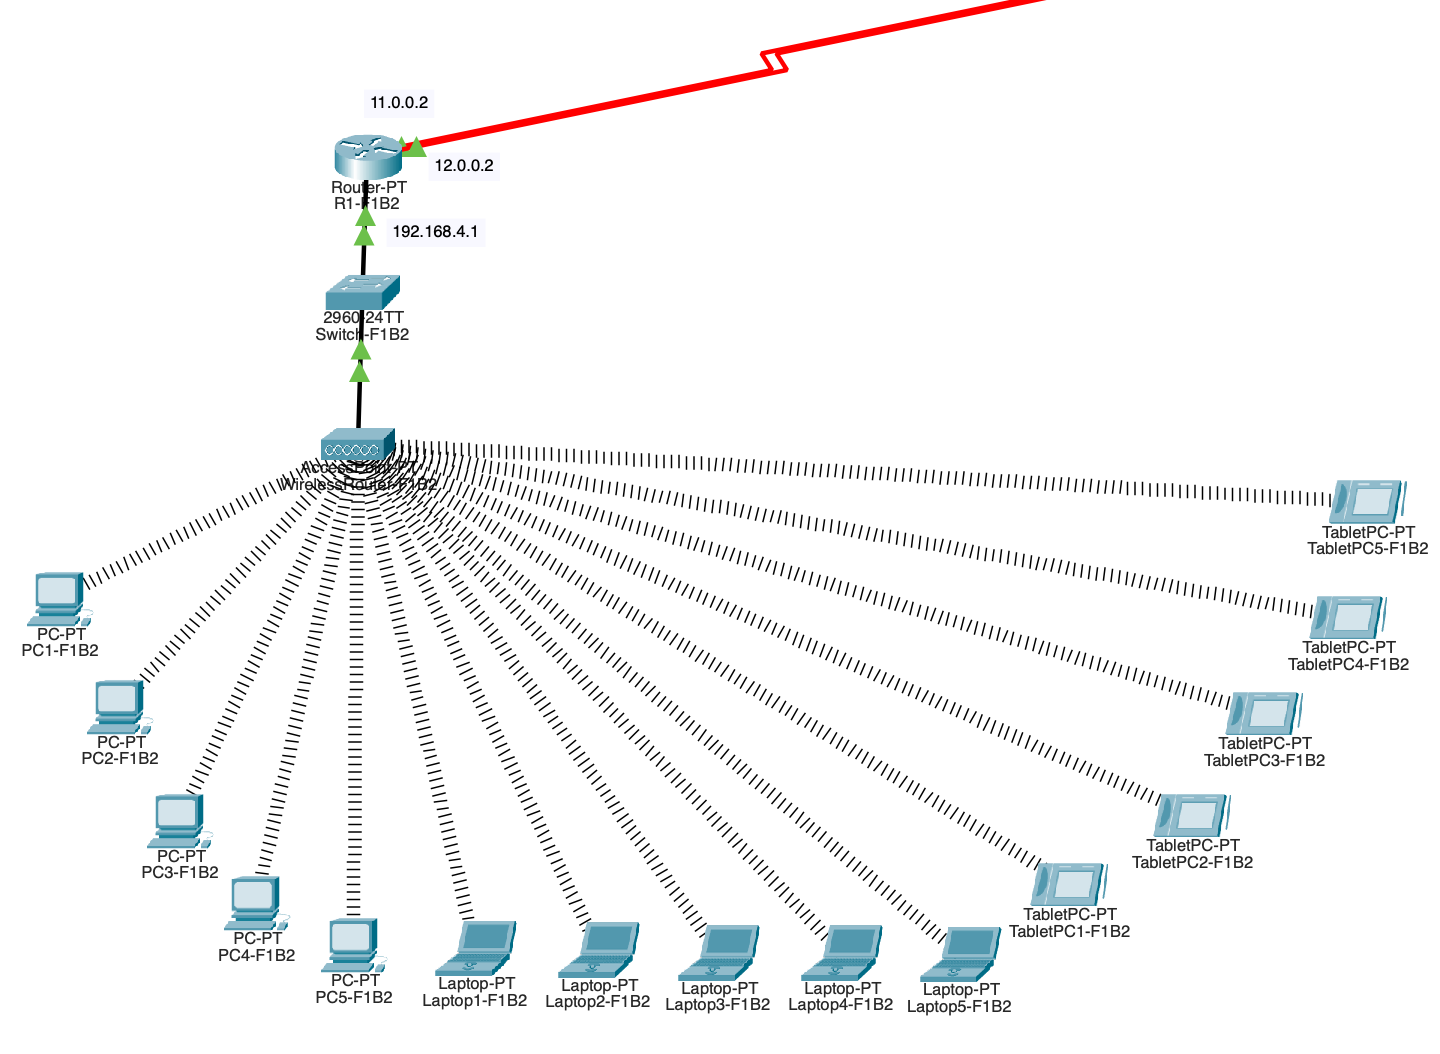 11.0.0.2
12.0.0.2
Router-PT
R1-F1B2
192.168.4.1
2960-24TT
Switch-F1B2
AccessPoint-PT
WirelessRouter-F1B2
TabletPC-PT
TabletPC5-F1B2
PC-PT
PC1-F1B2
TabletPC-PT
TabletPC4-F1B2
PC-PT
PC2-F1B2
TabletPC-PT
TabletPC3-F1B2
PC-PT
PC3-F1B2
TabletPC-PT
TabletPC2-F1B2
PC-PT
PC4-F1B2
TabletPC-PT
TabletPC1-F1B2
PC-PT
PC5-F1B2
Laptop-PT
Laptop1-F1B2
Laptop-PT
Laptop2-F1B2
Laptop-PT
Laptop3-F1B2
Laptop-PT
Laptop4-F1B2
Laptop-PT
Laptop5-F1B2